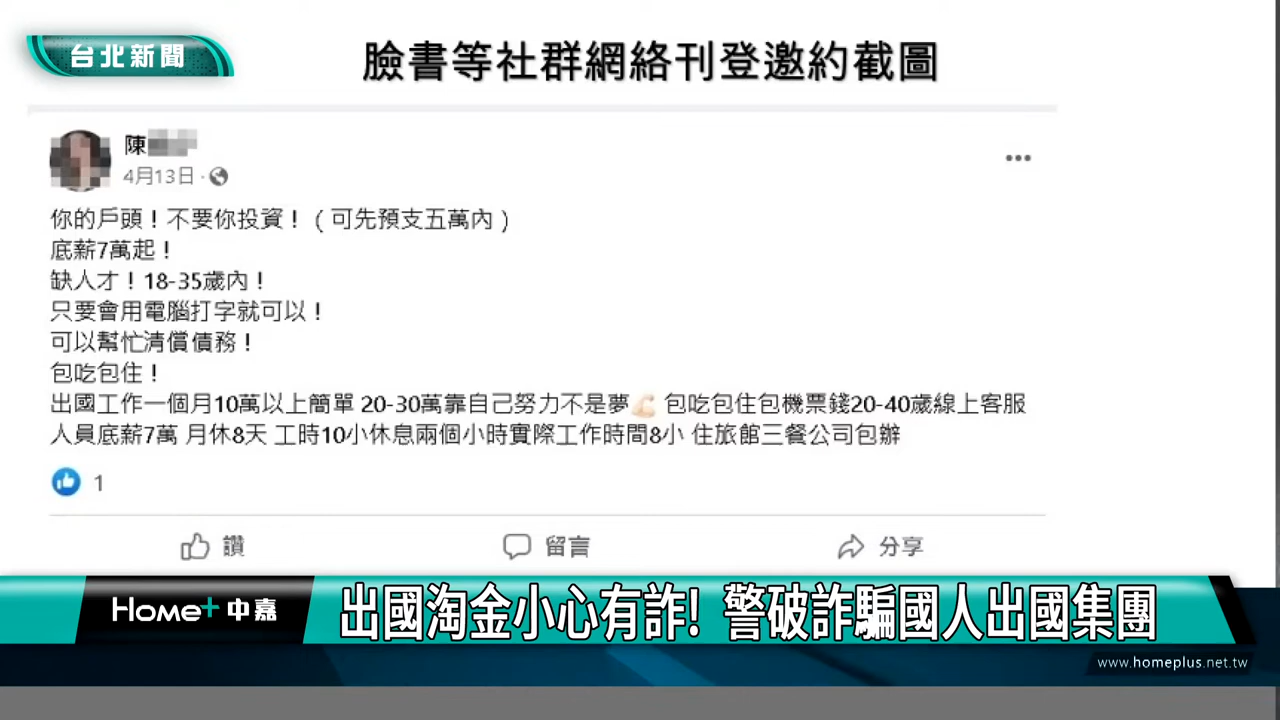 台北新聞
臉書等社群網絡刊登邀約截圖
陳
4月13日 ·
你的戶頭！不要你投資！（可先預支五萬內）
底薪7萬起！
缺人才！18-35歲內！
只要會用電腦打字就可以！
可以幫忙清償債務！
包吃包住！
出國工作一個月10萬以上簡單 20-30萬靠自己努力不是夢💪🏻 包吃包住包機票錢20-40歲線上客服
人員底薪7萬 月休8天 工時10小休息兩個小時實際工作時間8小 住旅館三餐公司包辦
1
讚 留言 分享
Home+中嘉 出國淘金小心有詐! 警破詐騙國人出國集團
www.homeplus.net.tw